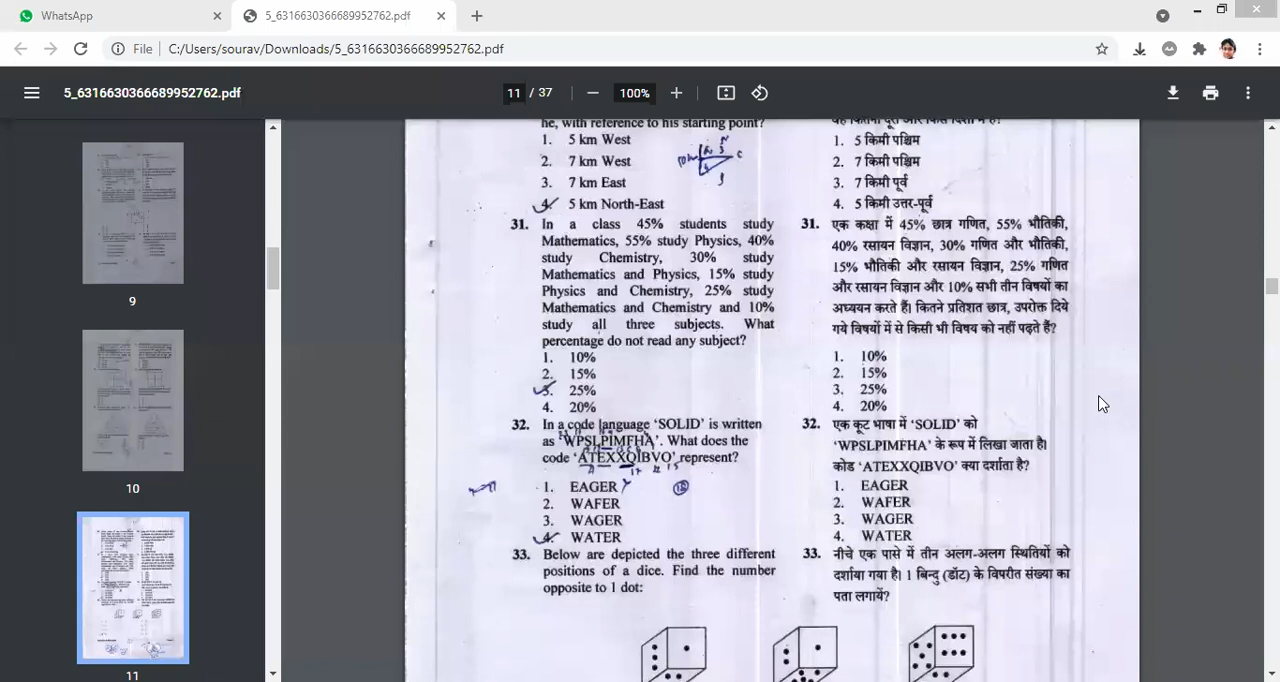 WhatsApp
5_6316630366689952762.pdf
File
C:/Users/sourav/Downloads/5_6316630366689952762.pdf
5_6316630366689952762.pdf
11 / 37
100%
9
10
11
he, with reference to his starting point?
1. 5 km West
2. 7 km West
3. 7 km East
4. 5 km North-East
31. In a class 45% students study
Mathematics, 55% study Physics, 40%
study Chemistry, 30% study
Mathematics and Physics, 15% study
Physics and Chemistry, 25% study
Mathematics and Chemistry and 10%
study all three subjects. What
percentage do not read any subject?
1. 10%
2. 15%
3. 25%
4. 20%
32. In a code language 'SOLID' is written
as 'WPSLPIMFHA'. What does the
code 'ATEXXQIBVO' represent?
1. EAGER
2. WAFER
3. WAGER
4. WATER
33. Below are depicted the three different
positions of a dice. Find the number
opposite to 1 dot:
यह कितनी दूर और किस दिशा में है?
1. 5 किमी पश्चिम
2. 7 किमी पश्चिम
3. 7 किमी पूर्व
4. 5 किमी उत्तर-पूर्व
31. एक कक्षा में 45% छात्र गणित, 55% भौतिकी,
40% रसायन विज्ञान, 30% गणित और भौतिकी,
15% भौतिकी और रसायन विज्ञान, 25% गणित
और रसायन विज्ञान और 10% सभी तीन विषयों का
अध्ययन करते हैं। कितने प्रतिशत छात्र, उपरोक्त दिये
गये विषयों में से किसी भी विषय को नहीं पढ़ते हैं?
1. 10%
2. 15%
3. 25%
4. 20%
32. एक कूट भाषा में 'SOLID' को
'WPSLPIMFHA' के रूप में लिखा जाता है।
कोड 'ATEXXQIBVO' क्या दर्शाता है?
1. EAGER
2. WAFER
3. WAGER
4. WATER
33. नीचे एक पासे में तीन अलग-अलग स्थितियों को
दर्शाया गया है। 1 बिन्दु (डॉट) के विपरीत संख्या का
पता लगायें?